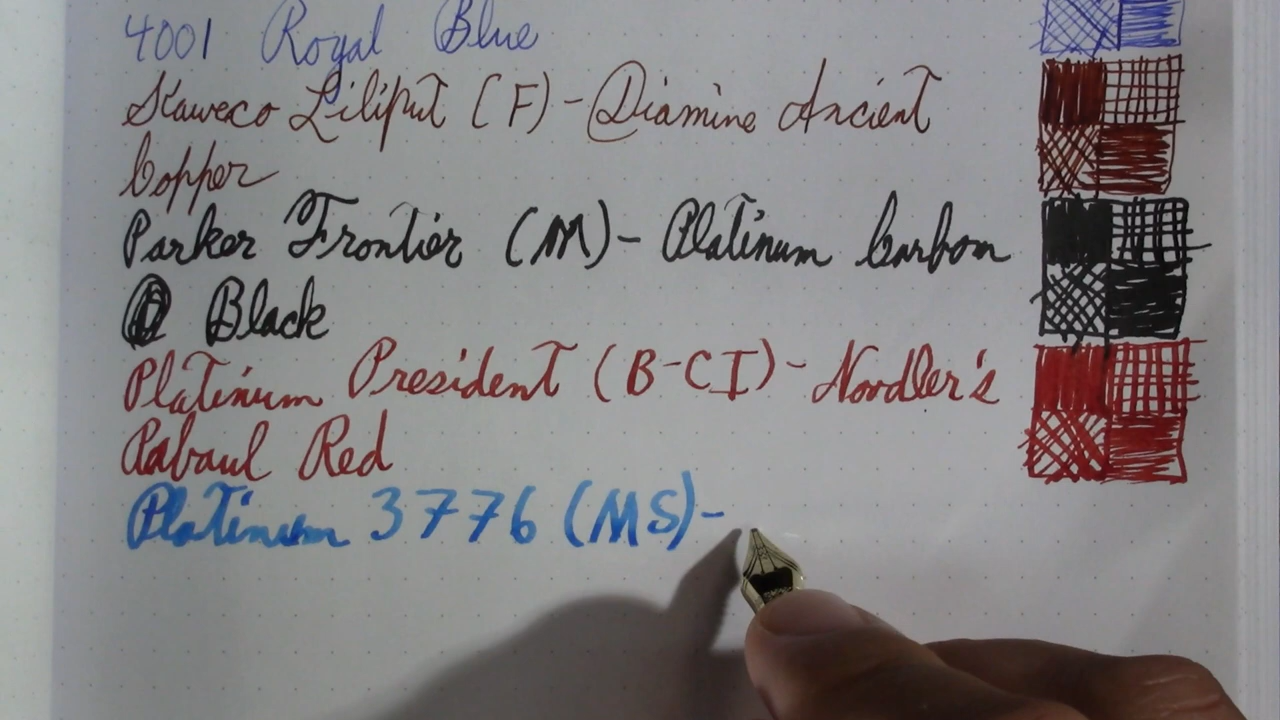 4001 Royal Blue
Kaweco Liliput (F) - Diamine Ancient
Copper
Parker Frontier (M) - Platinum Carbon
Black
Platinum President (B-CI) - Noodler's
Rabaul Red
Platinum 3776 (MS) -